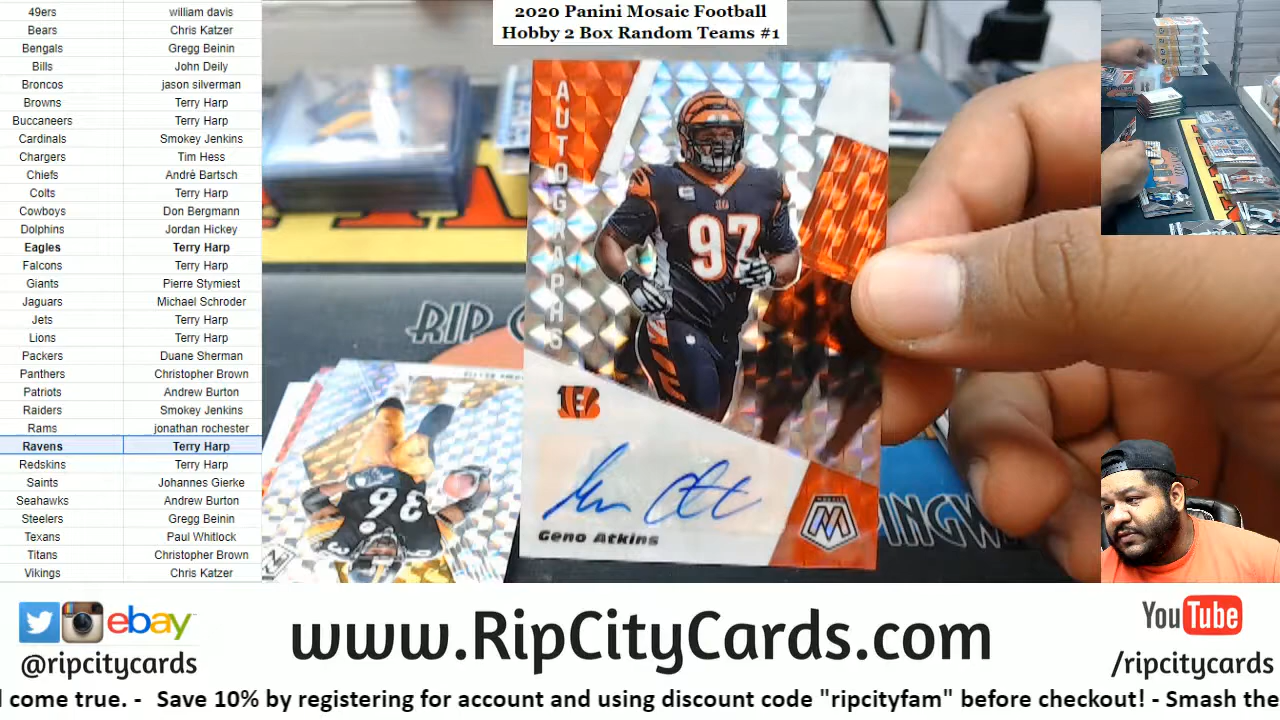 2020 Panini Mosaic Football
Hobby 2 Box Random Teams #1
49ers william davis
Bears Chris Katzer
Bengals Gregg Beinin
Bills John Deily
Broncos jason silverman
Browns Terry Harp
Buccaneers Terry Harp
Cardinals Smokey Jenkins
Chargers Tim Hess
Chiefs André Bartsch
Colts Terry Harp
Cowboys Don Bergmann
Dolphins Jordan Hickey
Eagles Terry Harp
Falcons Terry Harp
Giants Pierre Stymiest
Jaguars Michael Schroder
Jets Terry Harp
Lions Terry Harp
Packers Duane Sherman
Panthers Christopher Brown
Patriots Andrew Burton
Raiders Smokey Jenkins
Rams jonathan rochester
Ravens Terry Harp
Redskins Terry Harp
Saints Johannes Gierke
Seahawks Andrew Burton
Steelers Gregg Beinin
Texans Paul Whitlock
Titans Christopher Brown
Vikings Chris Katzer
AUTOGRAPHS
97
Geno Atkins
MOSAIC
RIP
36
ebay
@ripcitycards
www.RipCityCards.com
YouTube
/ripcitycards
l come true. - Save 10% by registering for account and using discount code "ripcityfam" before checkout! - Smash the